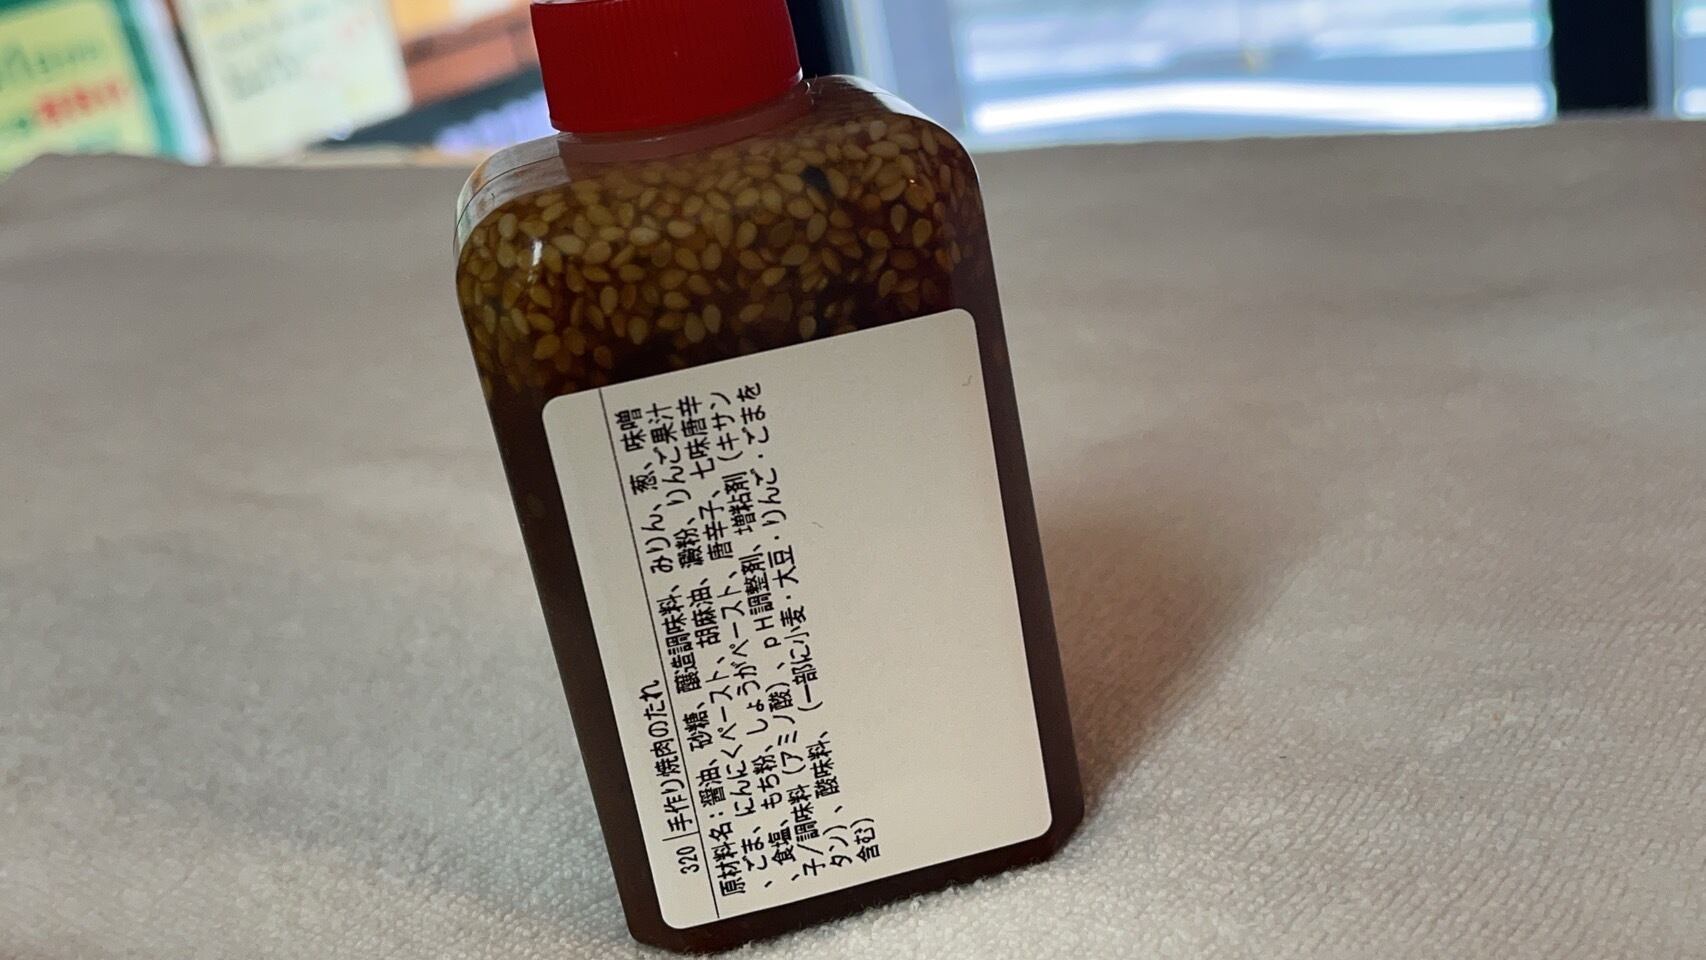 320 手作り焼肉のたれ
原材料名：醤油、砂糖、醸造調味料、みりん、葱、味噌
、ごま、にんにくペースト、胡麻油、澱粉、りんご果汁
、食塩、もち粉、しょうがペースト、唐辛子、七味唐辛
子／調味料（アミノ酸）、ｐＨ調整剤、増粘剤（キサン
タン）、酸味料、（一部に小麦・大豆・りんご・ごまを
含む）